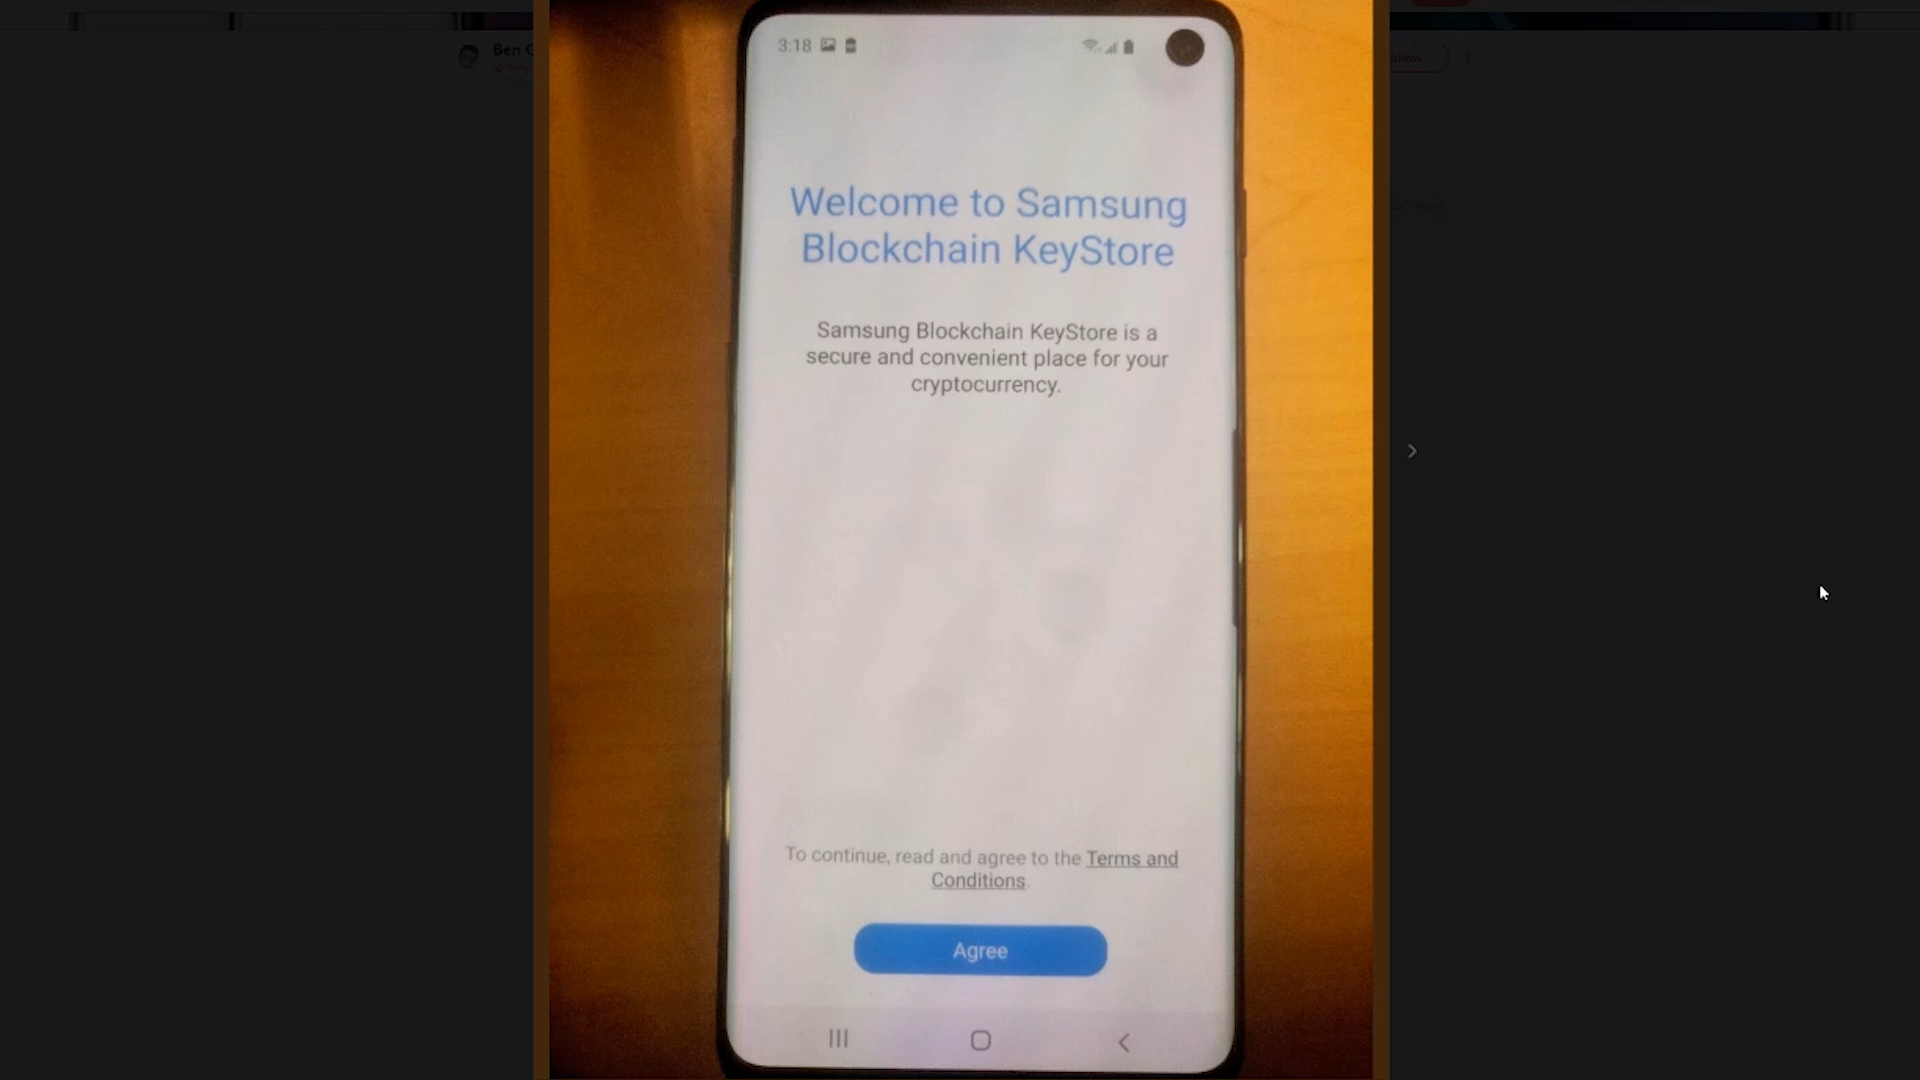 Ben G
3:18
Welcome to Samsung
Blockchain KeyStore
Samsung Blockchain KeyStore is a
secure and convenient place for your
cryptocurrency.
To continue, read and agree to the Terms and
Conditions.
Agree